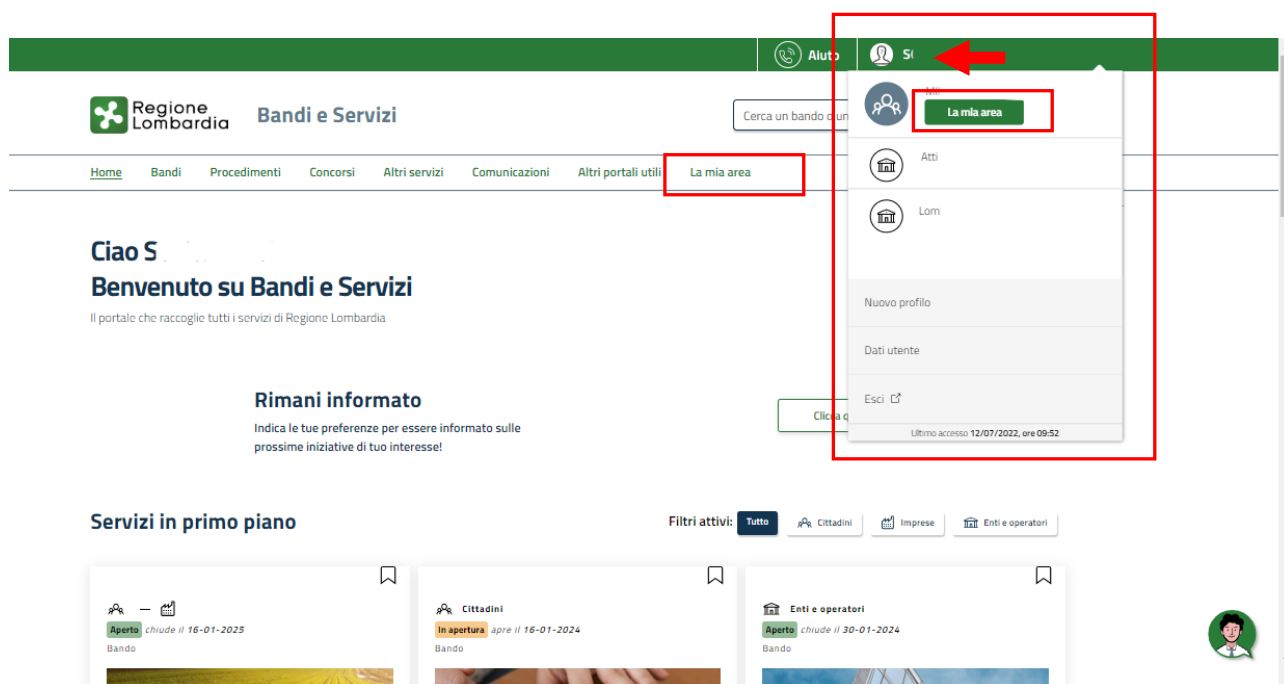 Aiuto
Regione
Lombardia
Bandi e Servizi
Cerca un bando o un
La mia area
Atti
Lom
Home Bandi Procedimenti Concorsi Altri servizi Comunicazioni Altri portali utili La mia area
Ciao S
Benvenuto su Bandi e Servizi
Il portale che raccoglie tutti i servizi di Regione Lombardia
Nuovo profilo
Dati utente
Esci
Ultimo accesso 12/07/2022, ore 09:52
Rimani informato
Indica le tue preferenze per essere informato sulle
prossime iniziative di tuo interesse!
Clicca q
Servizi in primo piano
Filtri attivi: Tutto Cittadini Imprese Enti e operatori
Aperto chiude il 16-01-2025
Bando
Cittadini
In apertura apre il 16-01-2024
Bando
Enti e operatori
Aperto chiude il 30-01-2024
Bando